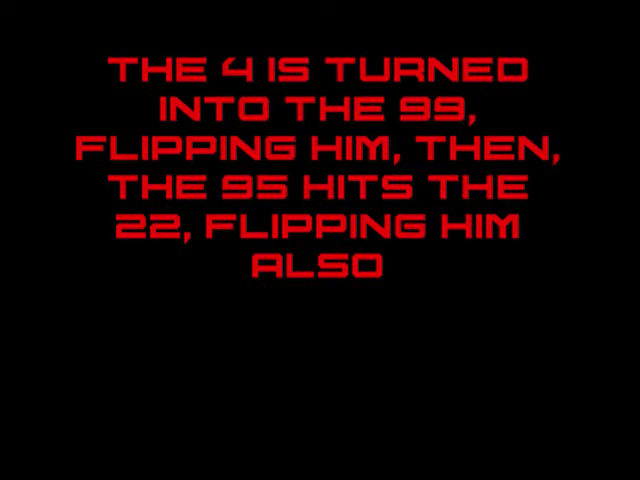 THE 4 IS TURNED
INTO THE 99,
FLIPPING HIM, THEN,
THE 95 HITS THE
22, FLIPPING HIM
ALSO